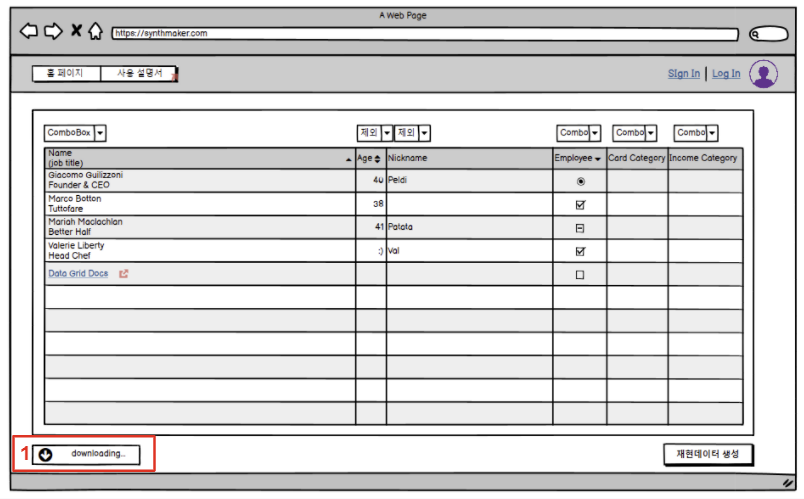 A Web Page
https://synthmaker.com
홈 페이지
사용 설명서
Sign In | Log In
ComboBox
제외
제외
Combo
Combo
Combo
Name
(job title)
Age
Nickname
Employee
Card Category
Income Category
Giacomo Guilizzoni
Founder & CEO
40
Peldi
Marco Botton
Tuttofare
38
Mariah Maclachlan
Better Half
41
Patata
Valerie Liberty
Head Chef
:)
Val
Data Grid Docs
1
downloading...
재현데이터 생성